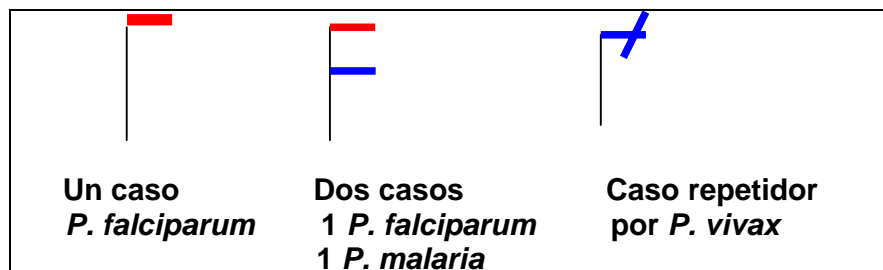 Un caso
P. falciparum
Dos casos
1 P. falciparum
1 P. malaria
Caso repetidor
por P. vivax